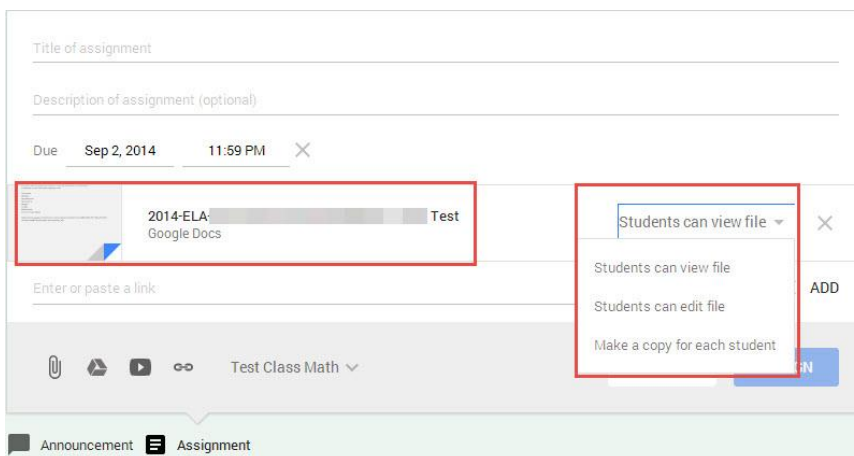 Title of assignment
Description of assignment (optional)
Due Sep 2, 2014 11:59 PM
2014-ELA- Test
Google Docs
Students can view file
Students can view file
Enter or paste a link ADD
Students can edit file
Make a copy for each student
Test Class Math
GN
Announcement Assignment